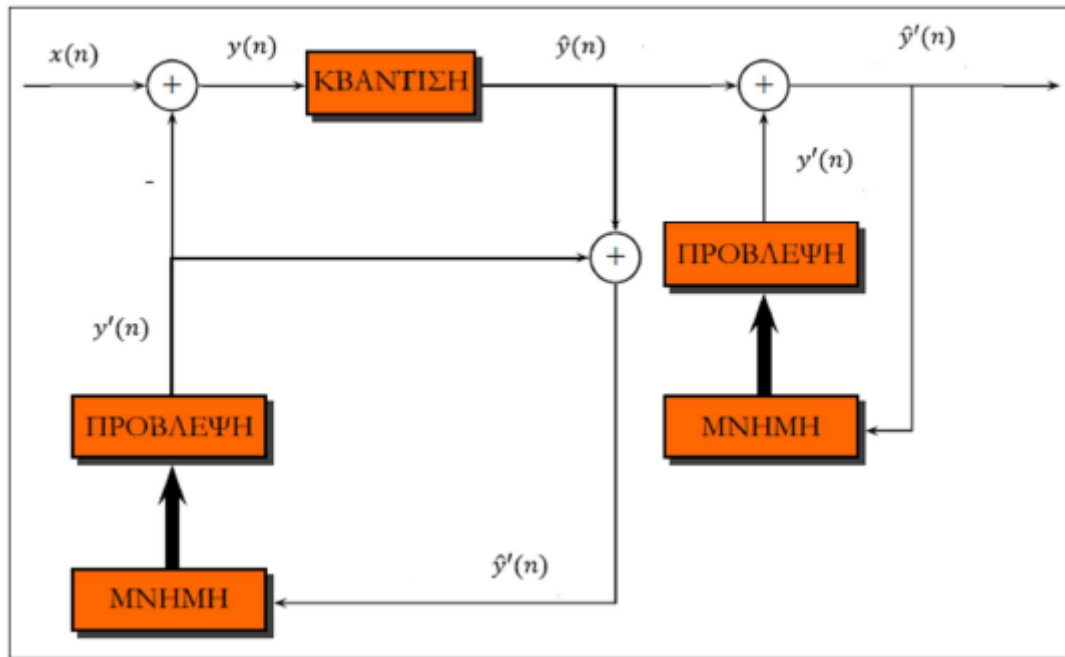 x(n)
+
y(n)
ΚΒΑΝΤΙΣΗ
ŷ(n)
+
ŷ′(n)
-
y′(n)
+
ΠΡΟΒΛΕΨΗ
y′(n)
ΠΡΟΒΛΕΨΗ
ΜΝΗΜΗ
ŷ′(n)
ΜΝΗΜΗ